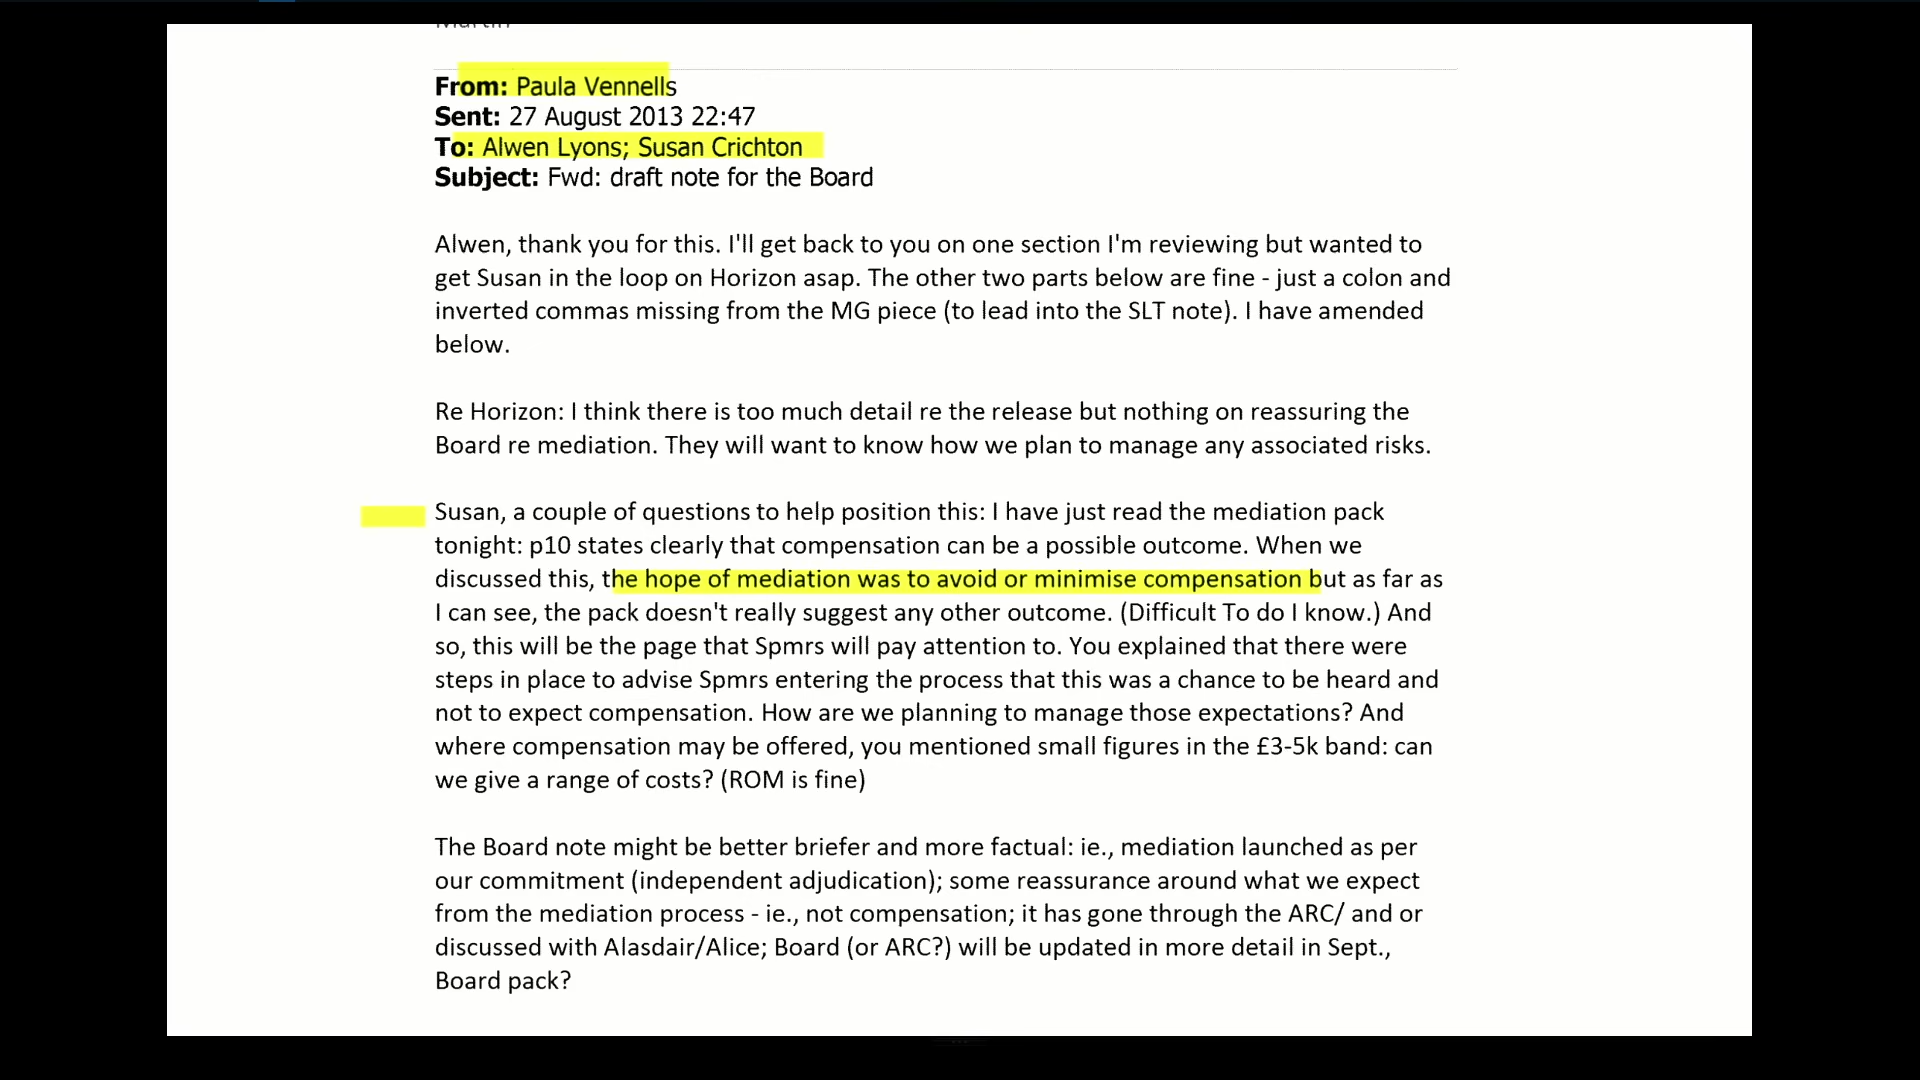 From: Paula Vennells
Sent: 27 August 2013 22:47
To: Alwen Lyons; Susan Crichton
Subject: Fwd: draft note for the Board
Alwen, thank you for this. I'll get back to you on one section I'm reviewing but wanted to
get Susan in the loop on Horizon asap. The other two parts below are fine - just a colon and
inverted commas missing from the MG piece (to lead into the SLT note). I have amended
below.
Re Horizon: I think there is too much detail re the release but nothing on reassuring the
Board re mediation. They will want to know how we plan to manage any associated risks.
Susan, a couple of questions to help position this: I have just read the mediation pack
tonight: p10 states clearly that compensation can be a possible outcome. When we
discussed this, the hope of mediation was to avoid or minimise compensation but as far as
I can see, the pack doesn't really suggest any other outcome. (Difficult To do I know.) And
so, this will be the page that Spmrs will pay attention to. You explained that there were
steps in place to advise Spmrs entering the process that this was a chance to be heard and
not to expect compensation. How are we planning to manage those expectations? And
where compensation may be offered, you mentioned small figures in the £3-5k band: can
we give a range of costs? (ROM is fine)
The Board note might be better briefer and more factual: ie., mediation launched as per
our commitment (independent adjudication); some reassurance around what we expect
from the mediation process - ie., not compensation; it has gone through the ARC/ and or
discussed with Alasdair/Alice; Board (or ARC?) will be updated in more detail in Sept.,
Board pack?